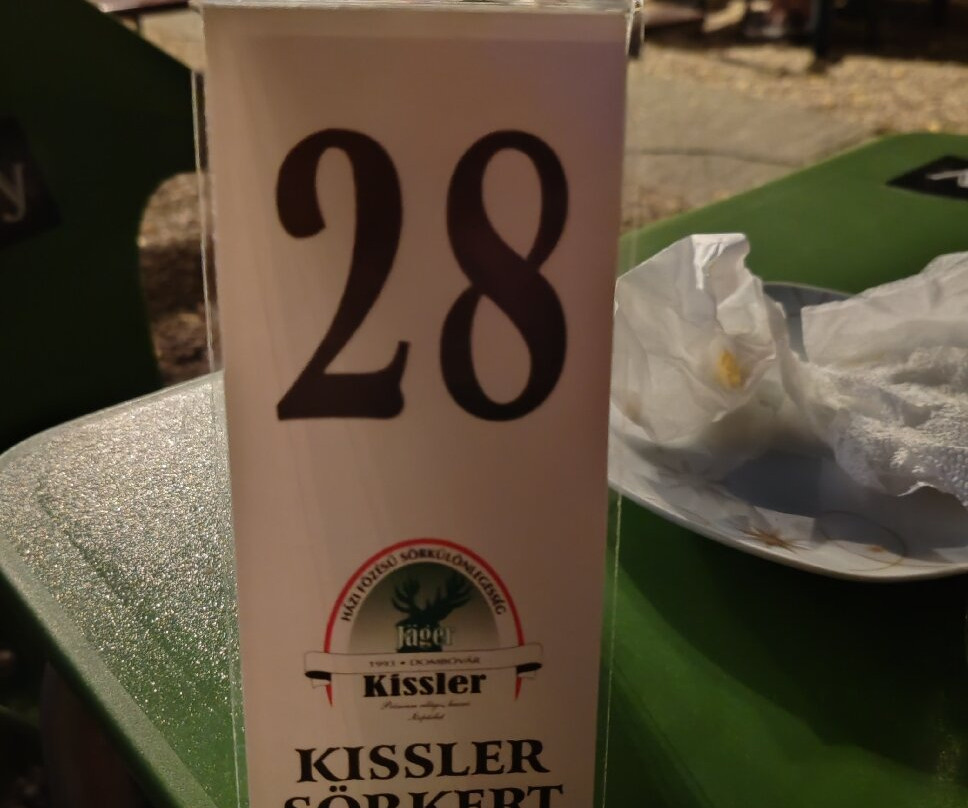 28
HÁZI FŐZÉSŰ SÖRKÜLÖNLEGESSÉG
Jäger
1993 • DOMBÓVÁR
Kissler
KISSLER
SÖRKERT
y